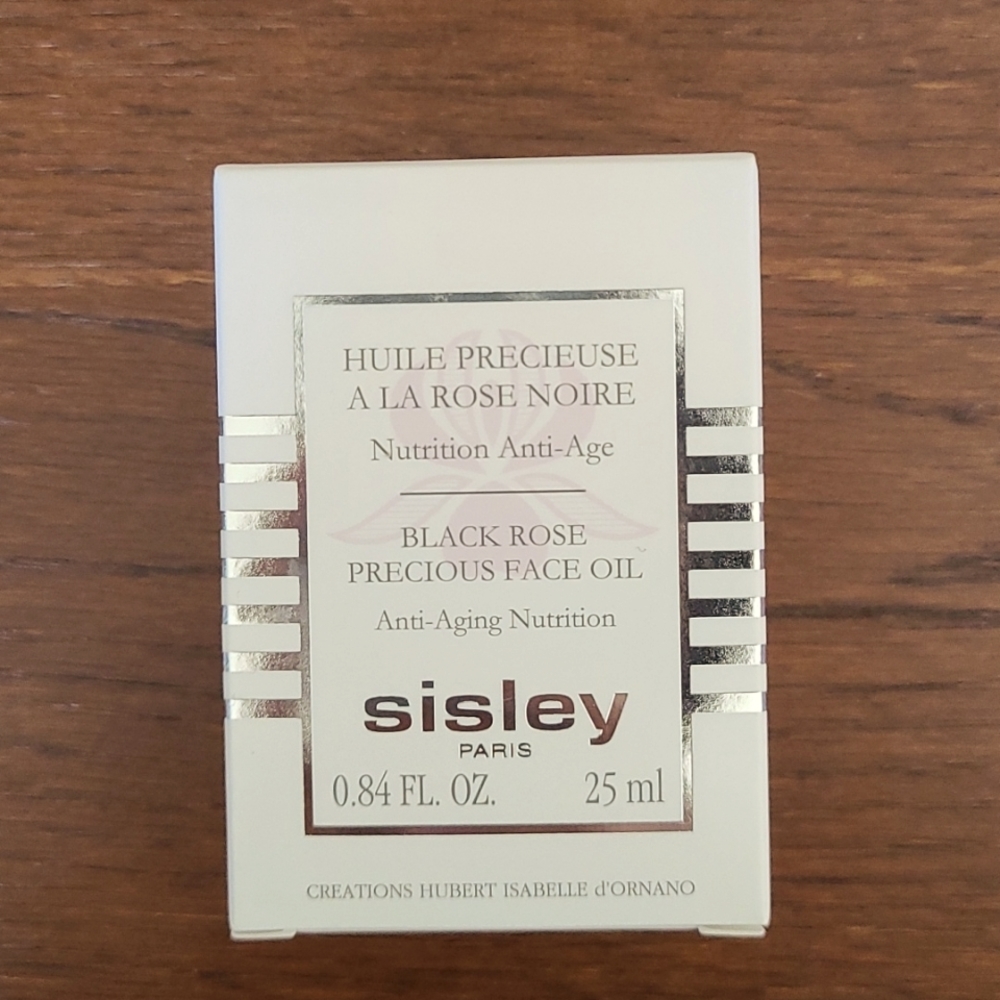 HUILE PRECIEUSE
A LA ROSE NOIRE
Nutrition Anti-Age
BLACK ROSE
PRECIOUS FACE OIL
Anti-Aging Nutrition
sisley
PARIS
0.84 FL. OZ. 25 ml
CREATIONS HUBERT ISABELLE d'ORNANO